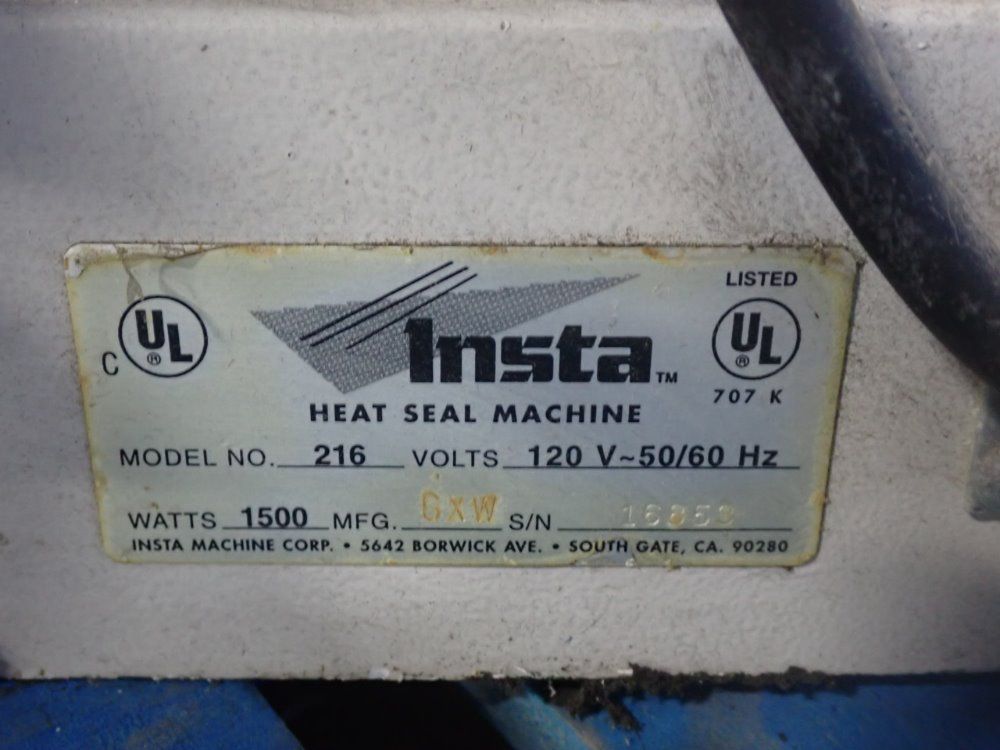 LISTED
C UL® UL®
Insta™
707 K
HEAT SEAL MACHINE
MODEL NO. 216 VOLTS 120 V~50/60 Hz
WATTS 1500 MFG. GXW S/N 16853
INSTA MACHINE CORP. • 5642 BORWICK AVE. • SOUTH GATE, CA. 90280